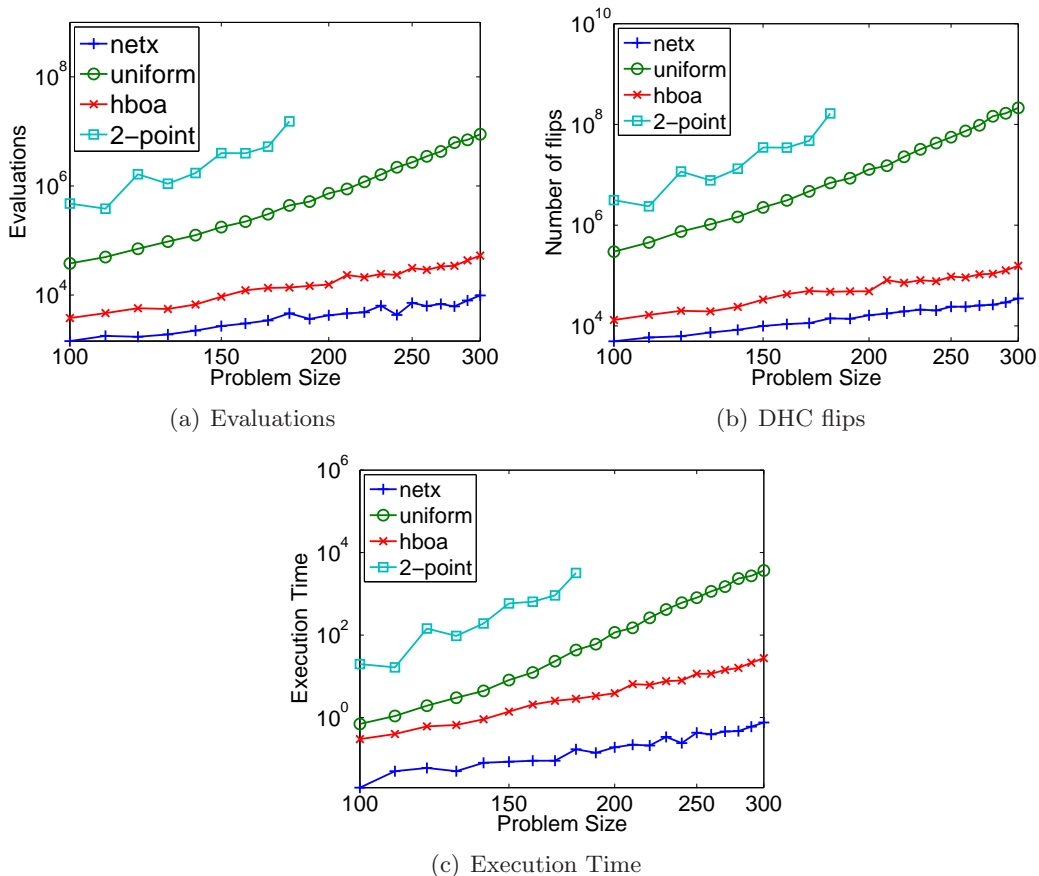 netx
uniform
hboa
2-point
10^8
10^6
10^4
Evaluations
100 150 200 250 300
Problem Size
(a) Evaluations
10^10
netx
uniform
hboa
2-point
10^8
10^6
10^4
Number of flips
100 150 200 250 300
Problem Size
(b) DHC flips
10^6
netx
uniform
hboa
2-point
10^4
10^2
10^0
Execution Time
100 150 200 250 300
Problem Size
(c) Execution Time